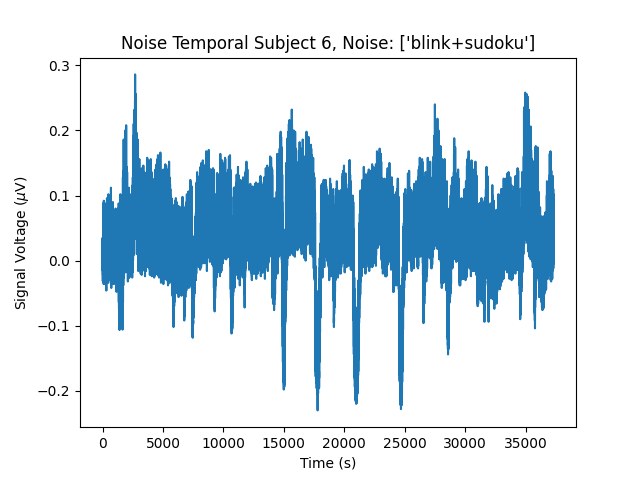 Noise Temporal Subject 6, Noise: ['blink+sudoku']
0.3
0.2
0.1
0.0
−0.1
−0.2
Signal Voltage (μV)
0 5000 10000 15000 20000 25000 30000 35000
Time (s)